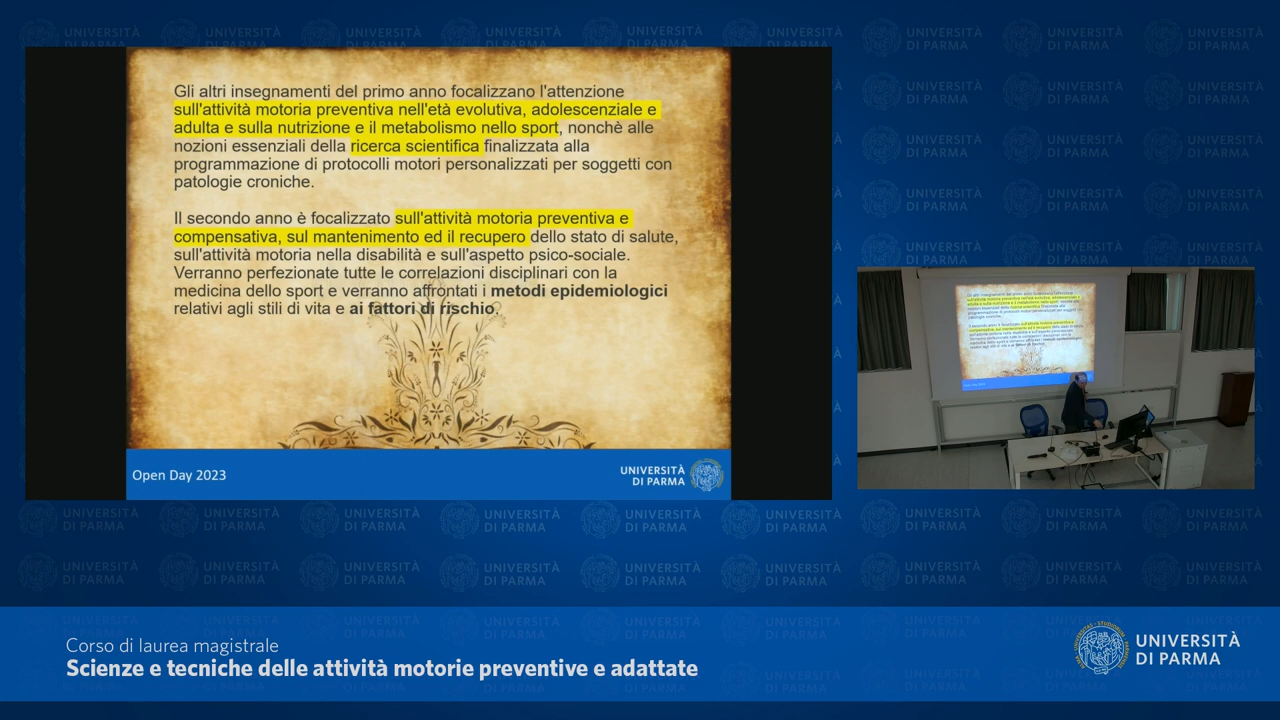 Gli altri insegnamenti del primo anno focalizzano l'attenzione
sull'attività motoria preventiva nell'età evolutiva, adolescenziale e
adulta e sulla nutrizione e il metabolismo nello sport, nonchè alle
nozioni essenziali della ricerca scientifica finalizzata alla
programmazione di protocolli motori personalizzati per soggetti con
patologie croniche.
Il secondo anno è focalizzato sull'attività motoria preventiva e
compensativa, sul mantenimento ed il recupero dello stato di salute,
sull'attività motoria nella disabilità e sull'aspetto psico-sociale.
Verranno perfezionate tutte le correlazioni disciplinari con la
medicina dello sport e verranno affrontati i metodi epidemiologici
relativi agli stili di vita e ai fattori di rischio.
Open Day 2023
UNIVERSITÀ
DI PARMA
Corso di laurea magistrale
Scienze e tecniche delle attività motorie preventive e adattate
UNIVERSITÀ
DI PARMA